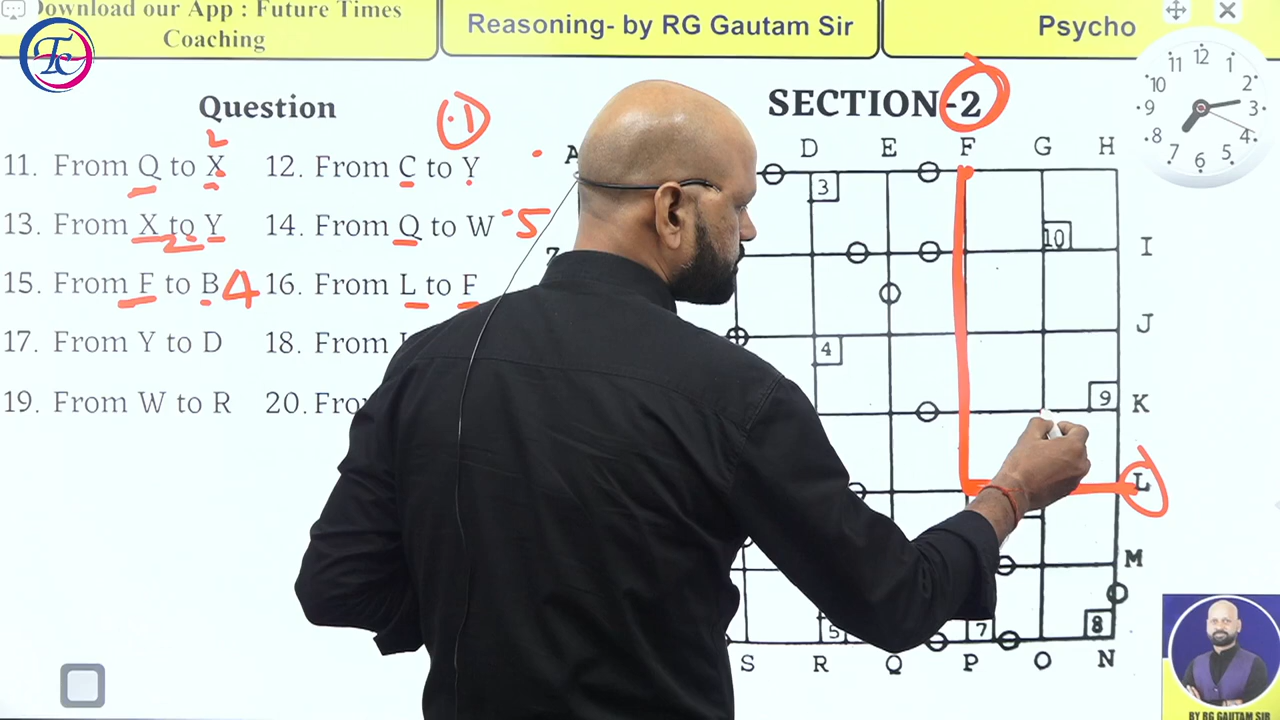 Download our App : Future Times
Coaching
Reasoning- by RG Gautam Sir
Psycho
Tc
12
1
2
3
4
5
6
7
8
9
10
11
Question
1
SECTION-2
11. From Q to X 12. From C to Y
13. From X to Y 14. From Q to W 5
15. From F to B 4 16. From L to F
17. From Y to D 18. From
19. From W to R 20. From
A D E F G H
3
10
I
J
4
9
K
L
M
5 7 8
S R Q P O N
BY RG GAUTAM SIR